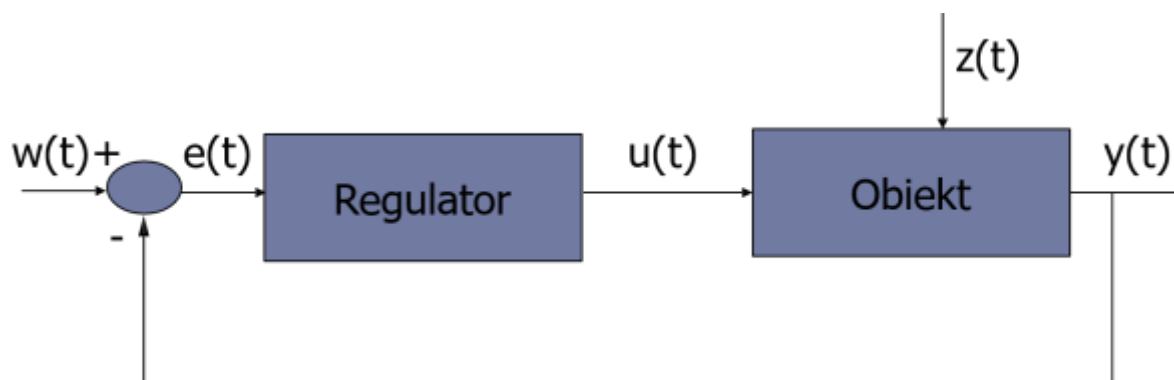 z(t)
w(t)+
e(t)
u(t)
y(t)
Regulator
Obiekt
-